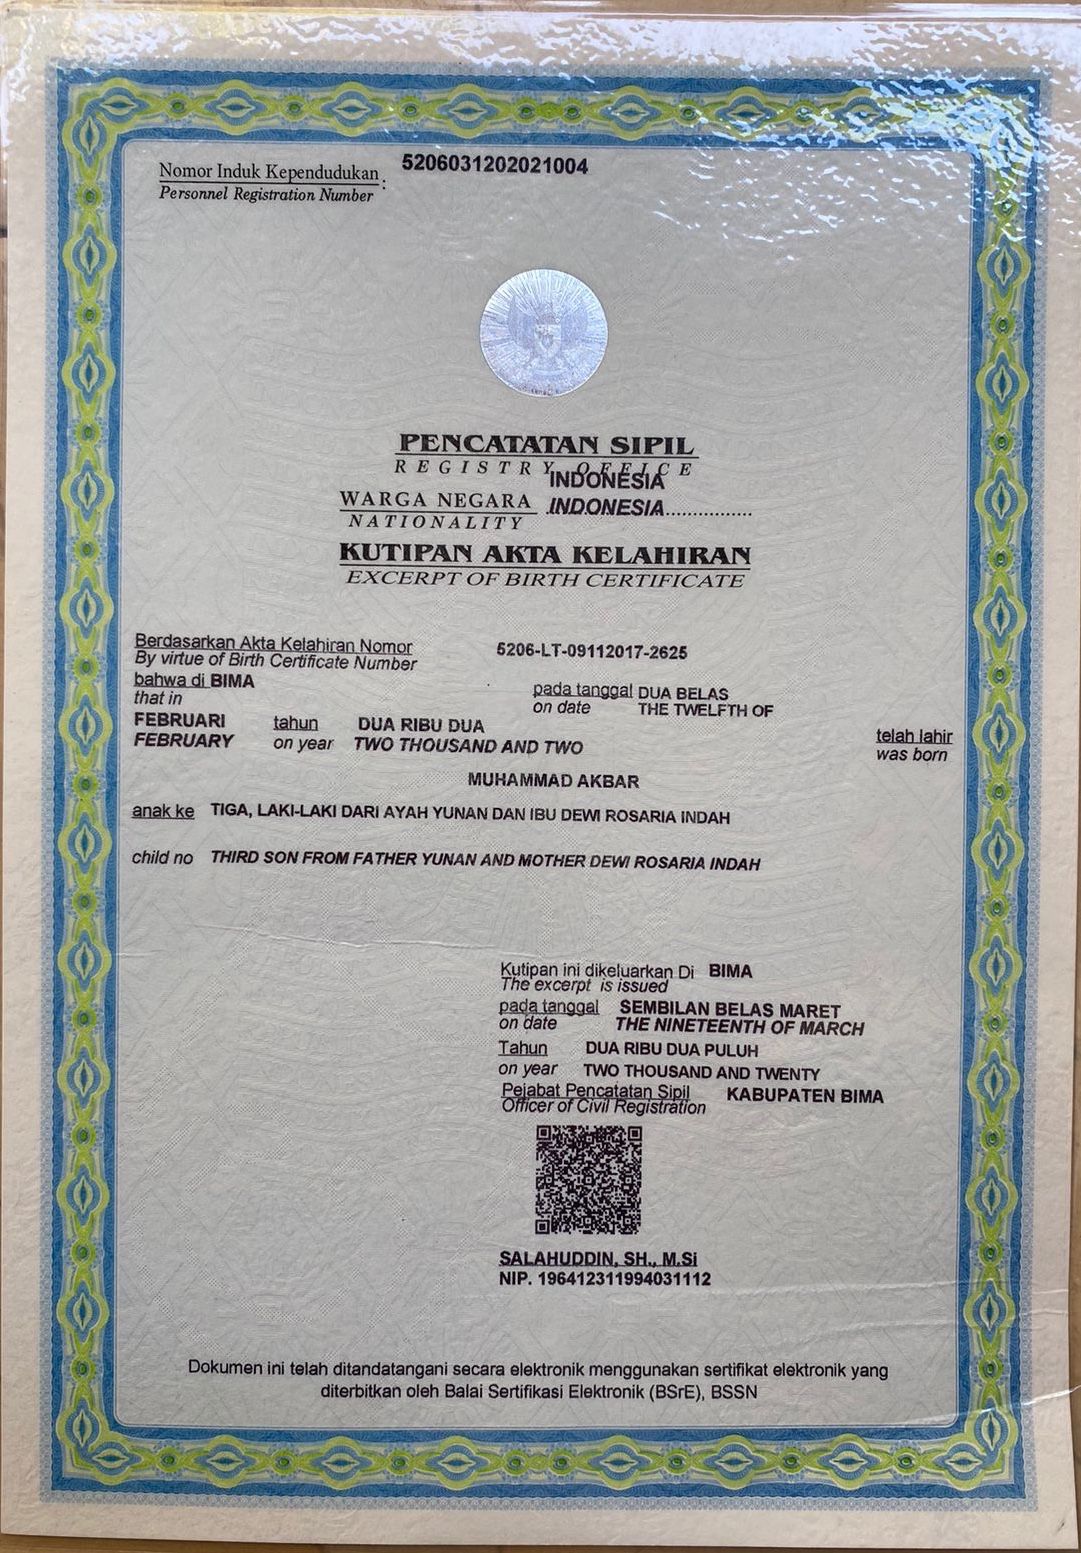 Nomor Induk Kependudukan : 5206031202021004
Personnel Registration Number
PENCATATAN SIPIL
REGISTRY OFFICE
INDONESIA
WARGA NEGARA INDONESIA
NATIONALITY
KUTIPAN AKTA KELAHIRAN
EXCERPT OF BIRTH CERTIFICATE
Berdasarkan Akta Kelahiran Nomor 5206-LT-09112017-2625
By virtue of Birth Certificate Number
bahwa di BIMA pada tanggal DUA BELAS
that in on date THE TWELFTH OF
FEBRUARI tahun DUA RIBU DUA telah lahir
FEBRUARY on year TWO THOUSAND AND TWO was born
MUHAMMAD AKBAR
anak ke TIGA, LAKI-LAKI DARI AYAH YUNAN DAN IBU DEWI ROSARIA INDAH
child no THIRD SON FROM FATHER YUNAN AND MOTHER DEWI ROSARIA INDAH
Kutipan ini dikeluarkan Di BIMA
The excerpt is issued
pada tanggal SEMBILAN BELAS MARET
on date THE NINETEENTH OF MARCH
Tahun DUA RIBU DUA PULUH
on year TWO THOUSAND AND TWENTY
Pejabat Pencatatan Sipil KABUPATEN BIMA
Officer of Civil Registration
SALAHUDDIN, SH., M.Si
NIP. 196412311994031112
Dokumen ini telah ditandatangani secara elektronik menggunakan sertifikat elektronik yang
diterbitkan oleh Balai Sertifikasi Elektronik (BSrE), BSSN